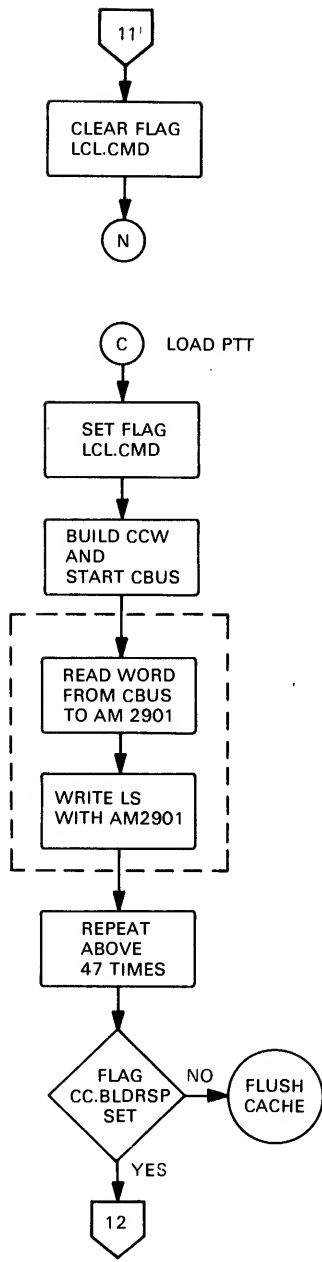 11'
CLEAR FLAG
LCL.CMD
N
C LOAD PTT
SET FLAG
LCL.CMD
BUILD CCW
AND
START CBUS
READ WORD
FROM CBUS
TO AM 2901
WRITE LS
WITH AM2901
REPEAT
ABOVE
47 TIMES
FLAG
CC.BLDRSP
SET
NO
FLUSH
CACHE
YES
12